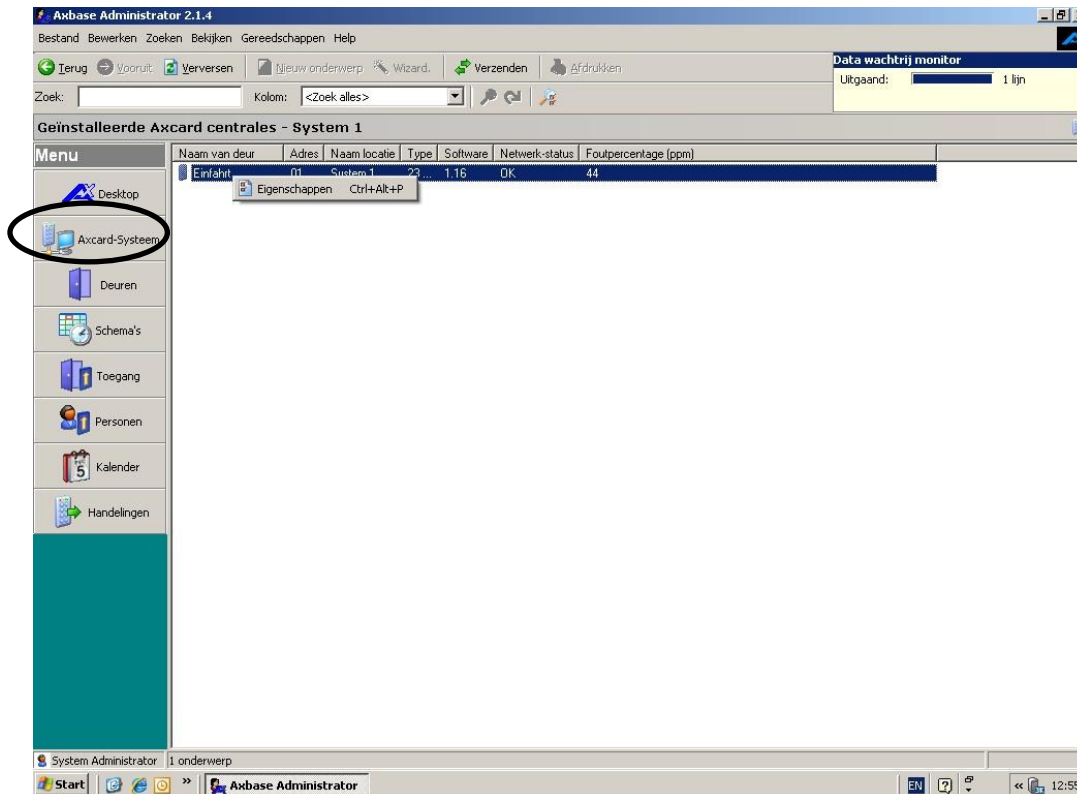 Axbase Administrator 2.1.4
Bestand Bewerken Zoeken Bekijken Gereedschappen Help
Terug Vooruit Verversen Nieuw onderwerp Wizard. Verzenden Afdrukken
Data wachtrij monitor
Uitgaand: 1 lijn
Zoek: Kolom: <Zoek alles>
Geïnstalleerde Axcard centrales - System 1
Menu
Naam van deur Adres Naam locatie Type Software Netwerk-status Foutpercentage (ppm)
Einfahrt 01 System 1 23... 1.16 OK 44
Eigenschappen Ctrl+Alt+P
Desktop
Axcard-Systeem
Deuren
Schema's
Toegang
Personen
5
Kalender
Handelingen
System Administrator 1 onderwerp
Start » Axbase Administrator EN ? « 12:55